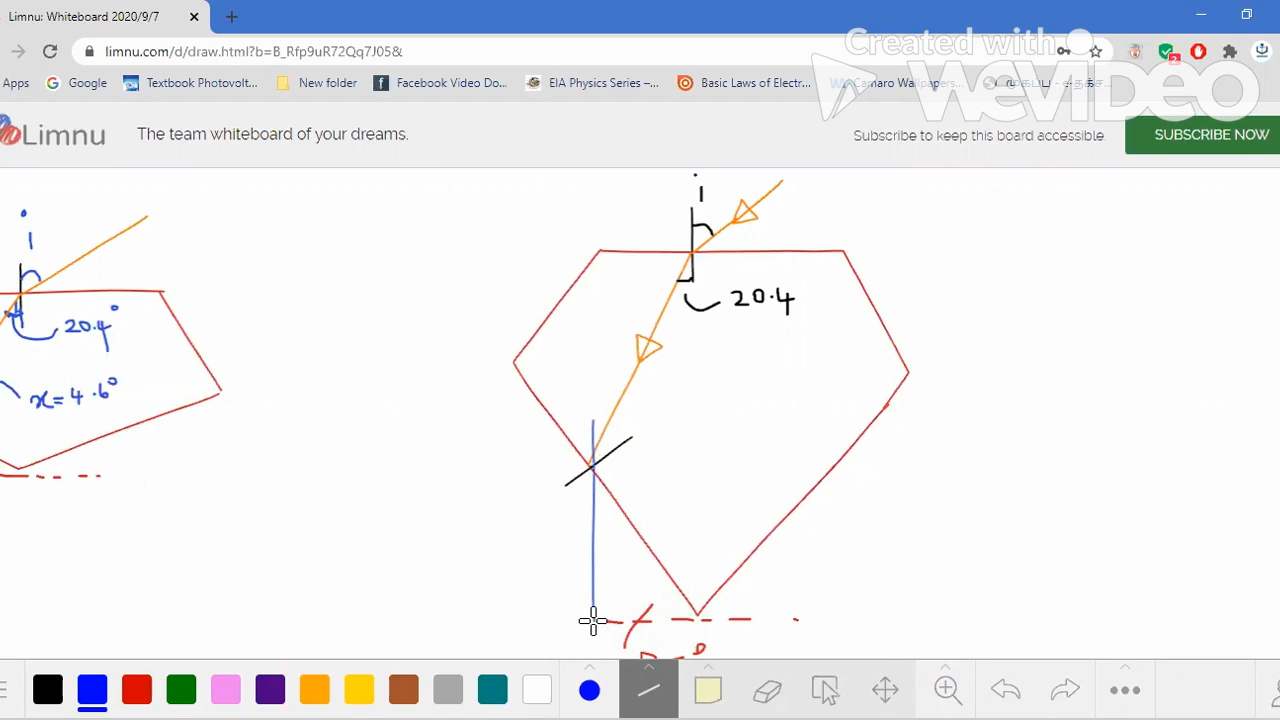 Limnu: Whiteboard 2020/9/7
limnu.com/d/draw.html?b=B_Rfp9uR72Qq7J05&
Created with
WeVideo
Apps
Google
Textbook Photovolt...
New folder
Facebook Video Do...
EIA Physics Series –...
Basic Laws of Electr...
Camaro Wallpapers...
Limnu
The team whiteboard of your dreams.
Subscribe to keep this board accessible.
SUBSCRIBE NOW
i
20.4°
x=4.6°
i
20.4